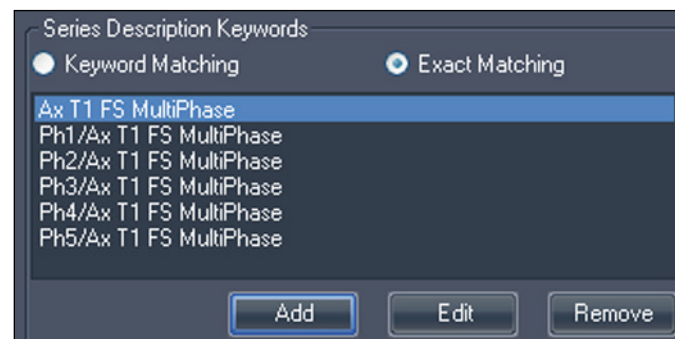 Series Description Keywords
Keyword Matching Exact Matching
Ax T1 FS MultiPhase
Ph1/Ax T1 FS MultiPhase
Ph2/Ax T1 FS MultiPhase
Ph3/Ax T1 FS MultiPhase
Ph4/Ax T1 FS MultiPhase
Ph5/Ax T1 FS MultiPhase
Add Edit Remove